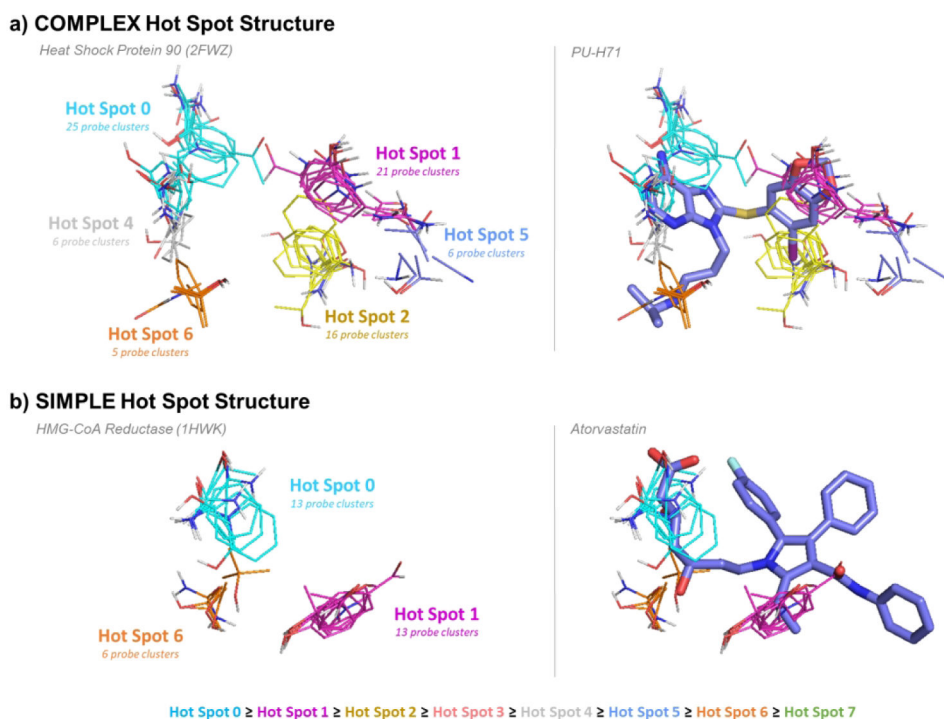 a) COMPLEX Hot Spot Structure
Heat Shock Protein 90 (2FWZ)
PU-H71
Hot Spot 0
25 probe clusters
Hot Spot 1
21 probe clusters
Hot Spot 4
6 probe clusters
Hot Spot 5
6 probe clusters
Hot Spot 2
16 probe clusters
Hot Spot 6
5 probe clusters
b) SIMPLE Hot Spot Structure
HMG-CoA Reductase (1HWK)
Atorvastatin
Hot Spot 0
13 probe clusters
Hot Spot 1
13 probe clusters
Hot Spot 6
6 probe clusters
Hot Spot 0 ≥ Hot Spot 1 ≥ Hot Spot 2 ≥ Hot Spot 3 ≥ Hot Spot 4 ≥ Hot Spot 5 ≥ Hot Spot 6 ≥ Hot Spot 7